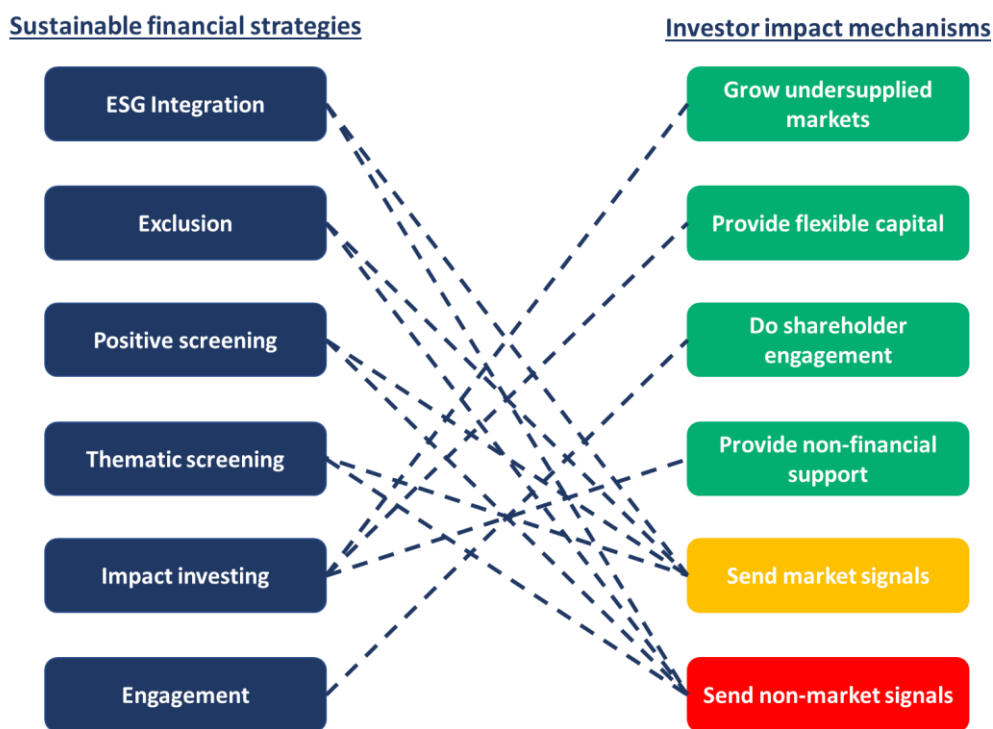 Sustainable financial strategies
Investor impact mechanisms
ESG Integration
Exclusion
Positive screening
Thematic screening
Impact investing
Engagement
Grow undersupplied
markets
Provide flexible capital
Do shareholder
engagement
Provide non-financial
support
Send market signals
Send non-market signals